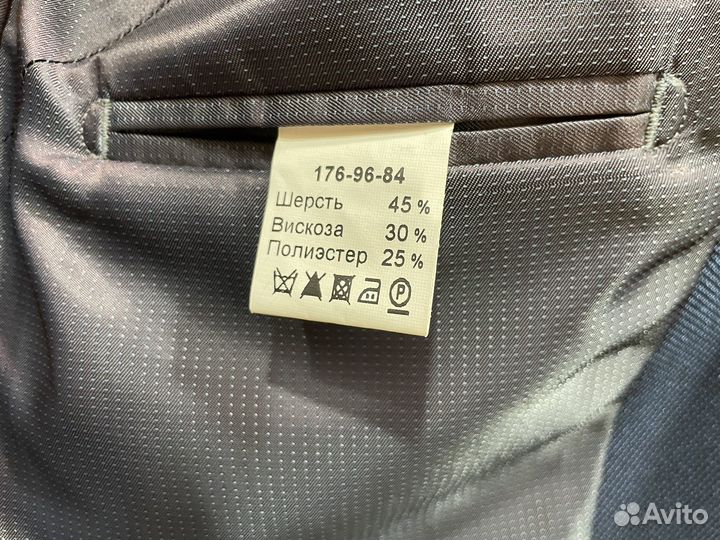 176-96-84
Шерсть 45 %
Вискоза 30 %
Полиэстер 25 %
P
Avito